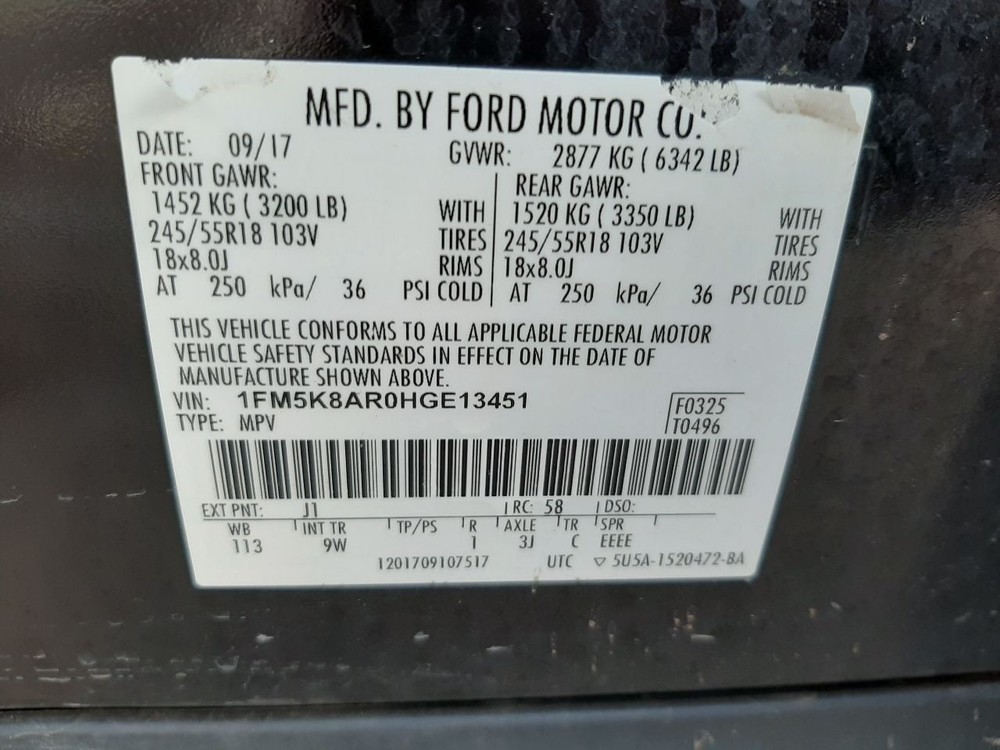 MFD. BY FORD MOTOR CO.
DATE: 09/17 GVWR: 2877 KG ( 6342 LB)
FRONT GAWR: REAR GAWR:
1452 KG ( 3200 LB) WITH 1520 KG ( 3350 LB) WITH
245/55R18 103V TIRES 245/55R18 103V TIRES
18x8.0J RIMS 18x8.0J RIMS
AT 250 kPa/ 36 PSI COLD AT 250 kPa/ 36 PSI COLD
THIS VEHICLE CONFORMS TO ALL APPLICABLE FEDERAL MOTOR
VEHICLE SAFETY STANDARDS IN EFFECT ON THE DATE OF
MANUFACTURE SHOWN ABOVE.
VIN: 1FM5K8AR0HGE13451 F0325
TYPE: MPV T0496
EXT PNT: J1 RC: 58 DSO:
WB INT TR TP/PS R AXLE TR SPR
113 9W 1 3J C EEEE
1201709107517 UTC ▽ 5U5A-1520472-BA